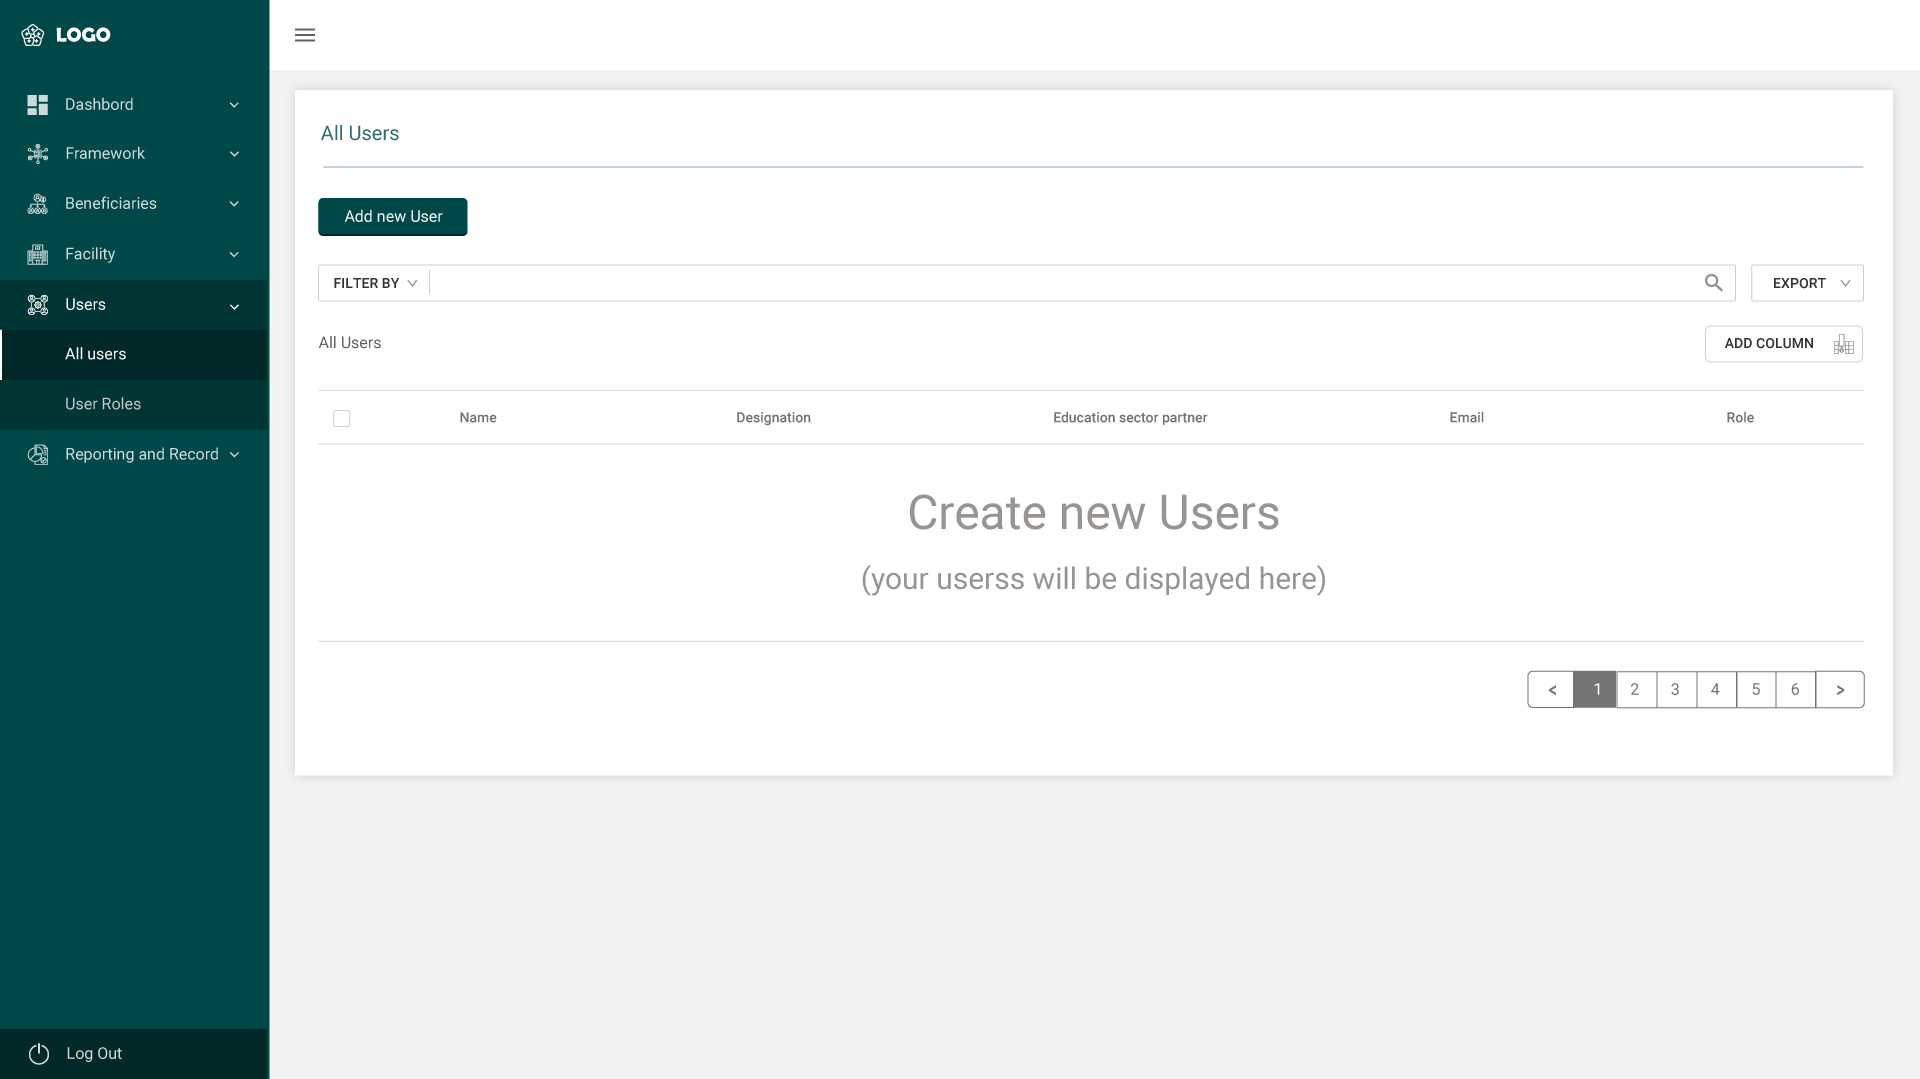 LOGO
Dashbord
Framework
Beneficiaries
Facility
Users
All users
User Roles
Reporting and Record
Log Out
All Users
Add new User
FILTER BY
EXPORT
All Users
ADD COLUMN
Name Designation Education sector partner Email Role
Create new Users
(your userss will be displayed here)
< 1 2 3 4 5 6 >